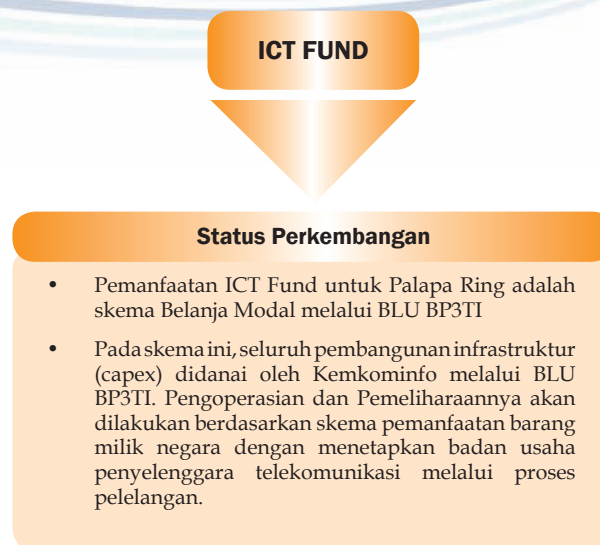 ICT FUND
Status Perkembangan
• Pemanfaatan ICT Fund untuk Palapa Ring adalah
skema Belanja Modal melalui BLU BP3TI
• Pada skema ini, seluruh pembangunan infrastruktur
(capex) didanai oleh Kemkominfo melalui BLU
BP3TI. Pengoperasian dan Pemeliharaannya akan
dilakukan berdasarkan skema pemanfaatan barang
milik negara dengan menetapkan badan usaha
penyelenggara telekomunikasi melalui proses
pelelangan.